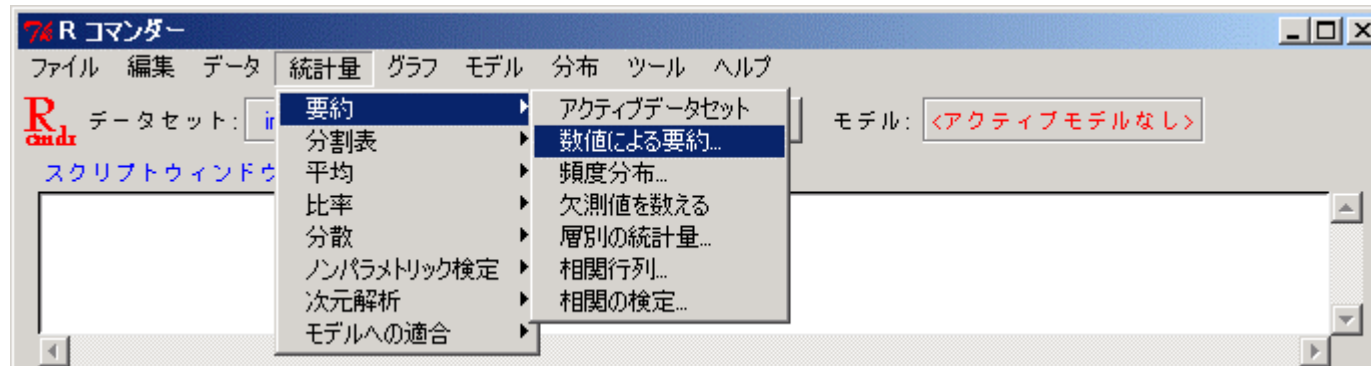 R コマンダー
ファイル 編集 データ 統計量 グラフ モデル 分布 ツール ヘルプ
Rcmdr データセット: モデル: <アクティブモデルなし>
スクリプトウィンドウ
要約
分割表
平均
比率
分散
ノンパラメトリック検定
次元解析
モデルへの適合
アクティブデータセット
数値による要約...
頻度分布...
欠測値を数える
層別の統計量...
相関行列...
相関の検定...